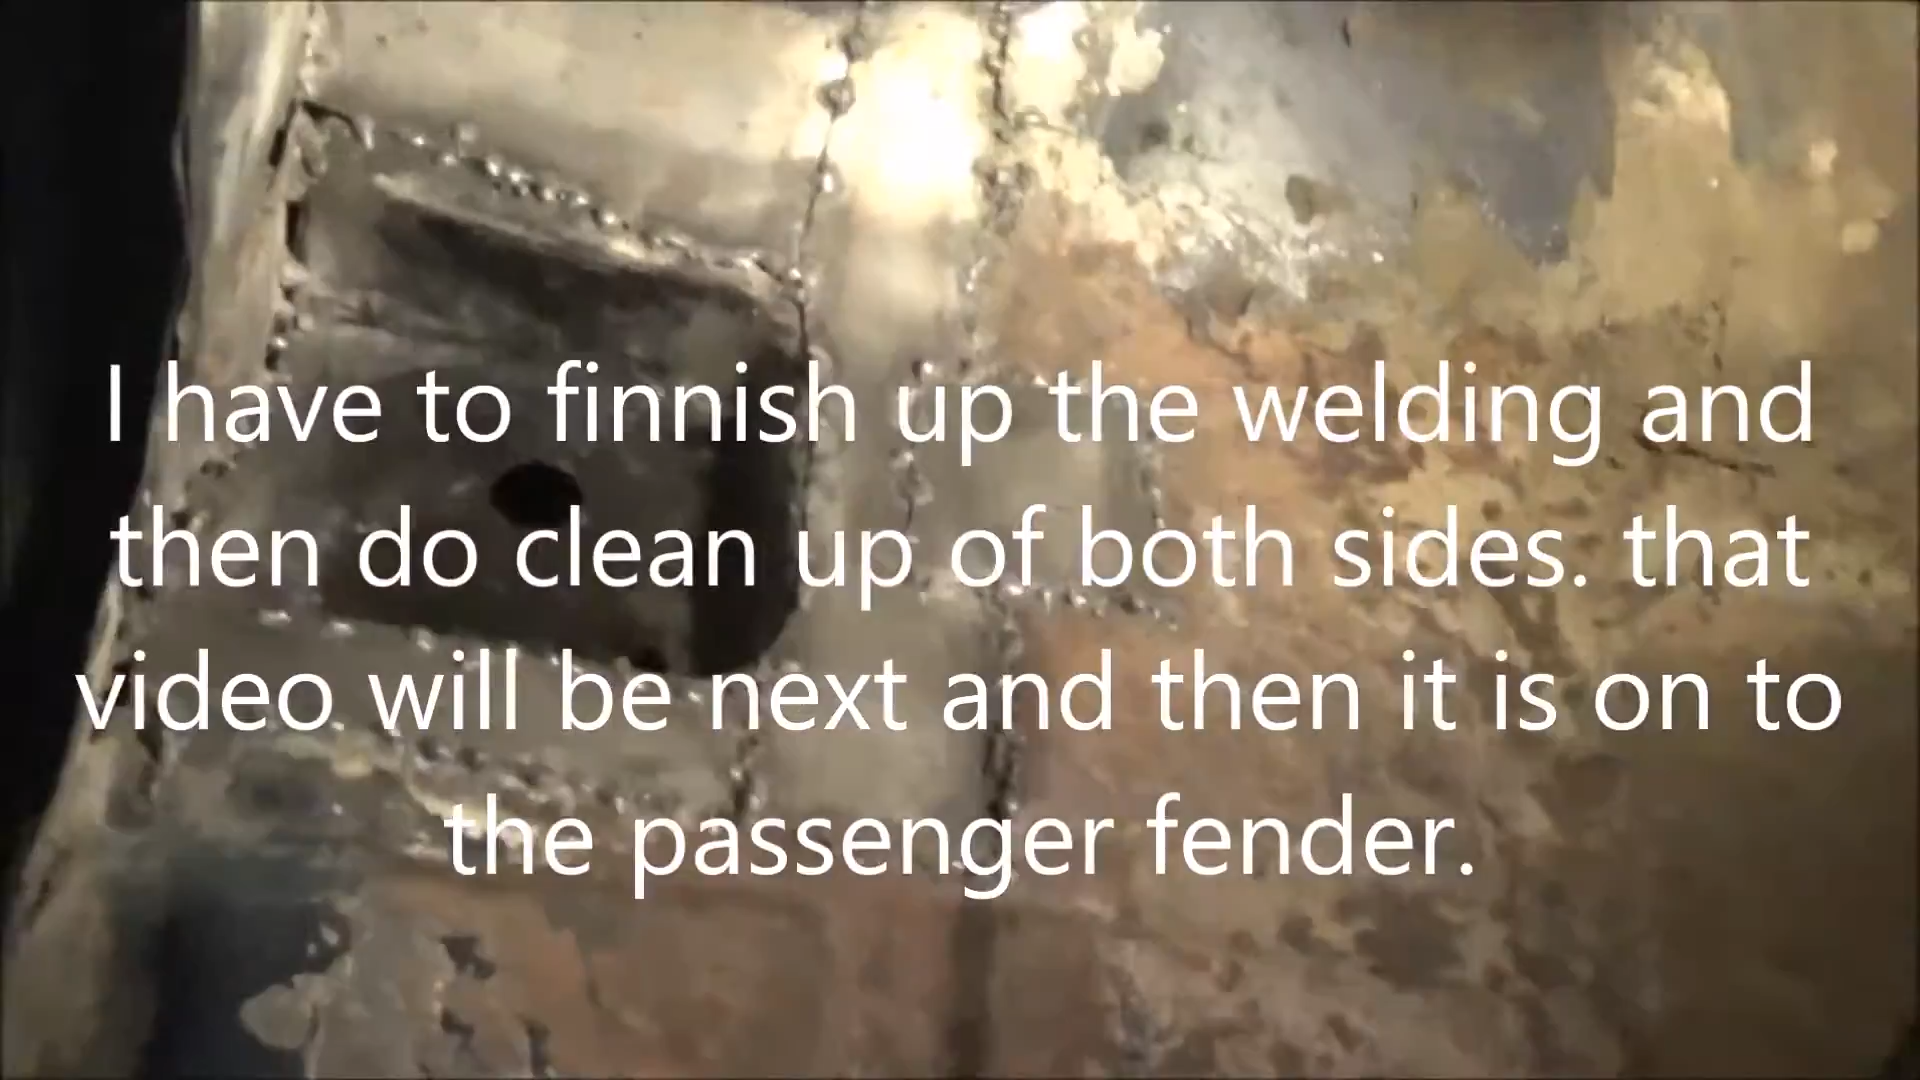 I have to finnish up the welding and
then do clean up of both sides. that
video will be next and then it is on to
the passenger fender.